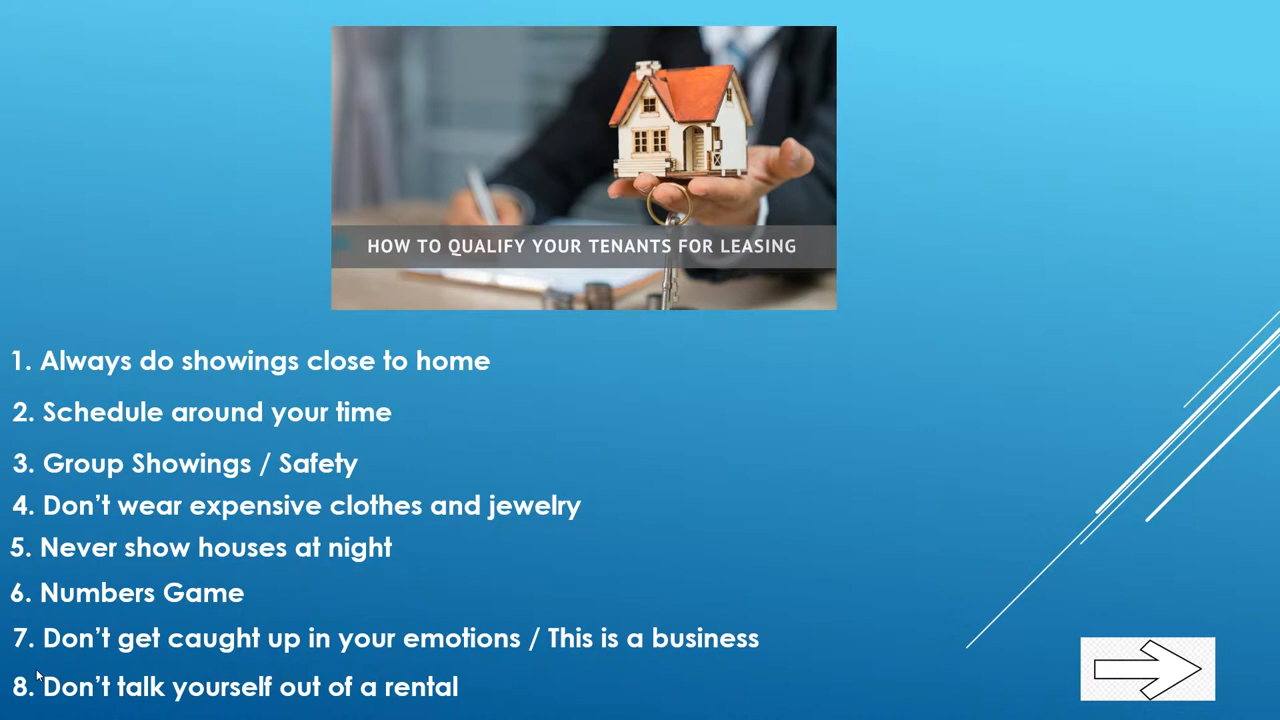 HOW TO QUALIFY YOUR TENANTS FOR LEASING
1. Always do showings close to home
2. Schedule around your time
3. Group Showings / Safety
4. Don’t wear expensive clothes and jewelry
5. Never show houses at night
6. Numbers Game
7. Don’t get caught up in your emotions / This is a business
8. Don’t talk yourself out of a rental